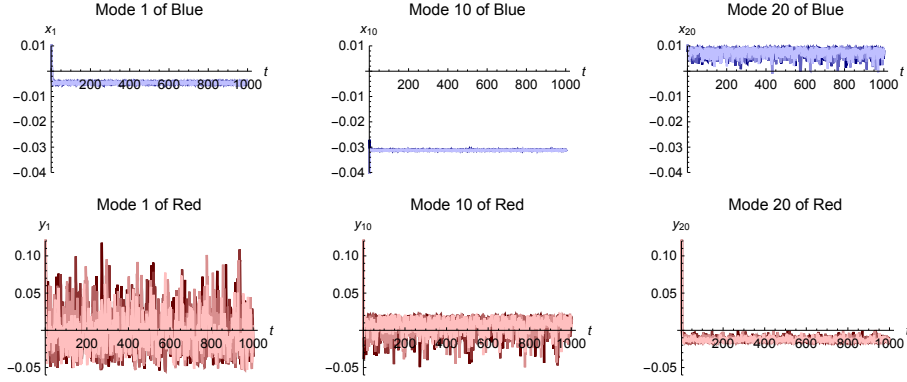 Mode 1 of Blue
x1
0.01
t
200 400 600 800 1000
−0.01
−0.02
−0.03
−0.04
Mode 10 of Blue
x10
0.01
t
200 400 600 800 1000
−0.01
−0.02
−0.03
−0.04
Mode 20 of Blue
x20
0.01
t
200 400 600 800 1000
−0.01
−0.02
−0.03
−0.04
Mode 1 of Red
y1
0.10
0.05
t
200 400 600 800 1000
−0.05
Mode 10 of Red
y10
0.10
0.05
t
200 400 600 800 1000
−0.05
Mode 20 of Red
y20
0.10
0.05
t
200 400 600 800 1000
−0.05